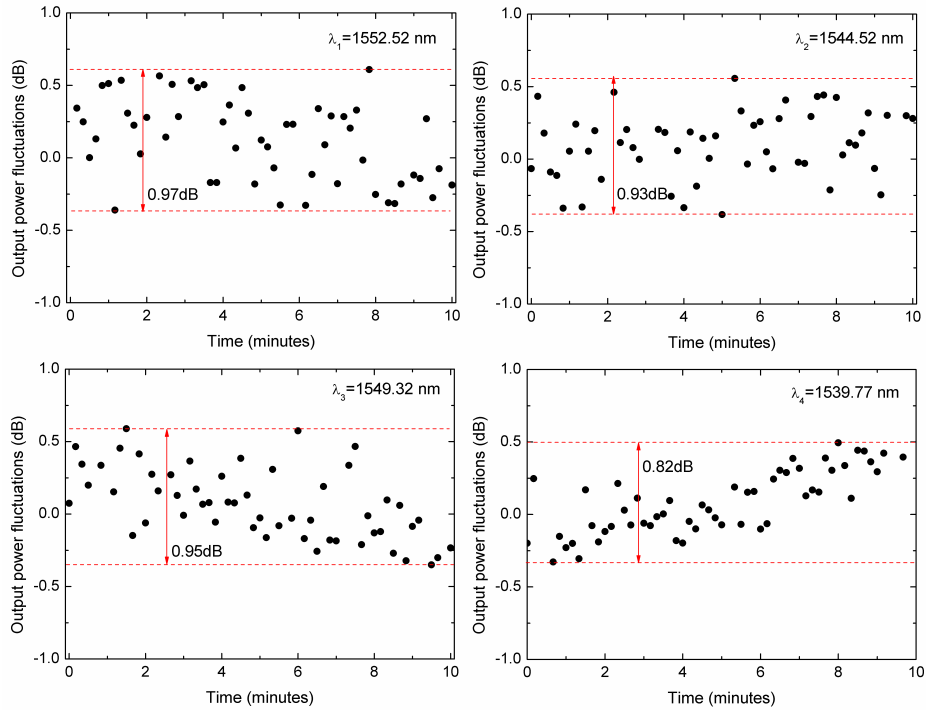 λ1=1552.52 nm
1.0
0.5
0.0
-0.5
-1.0
Output power fluctuations (dB)
0.97dB
0 2 4 6 8 10
Time (minutes)
λ2=1544.52 nm
1.0
0.5
0.0
-0.5
-1.0
Output power fluctuations (dB)
0.93dB
0 2 4 6 8 10
Time (minutes)
λ3=1549.32 nm
1.0
0.5
0.0
-0.5
-1.0
Output power fluctuations (dB)
0.95dB
0 2 4 6 8 10
Time (minutes)
λ4=1539.77 nm
1.0
0.5
0.0
-0.5
-1.0
Output power fluctuations (dB)
0.82dB
0 2 4 6 8 10
Time (minutes)